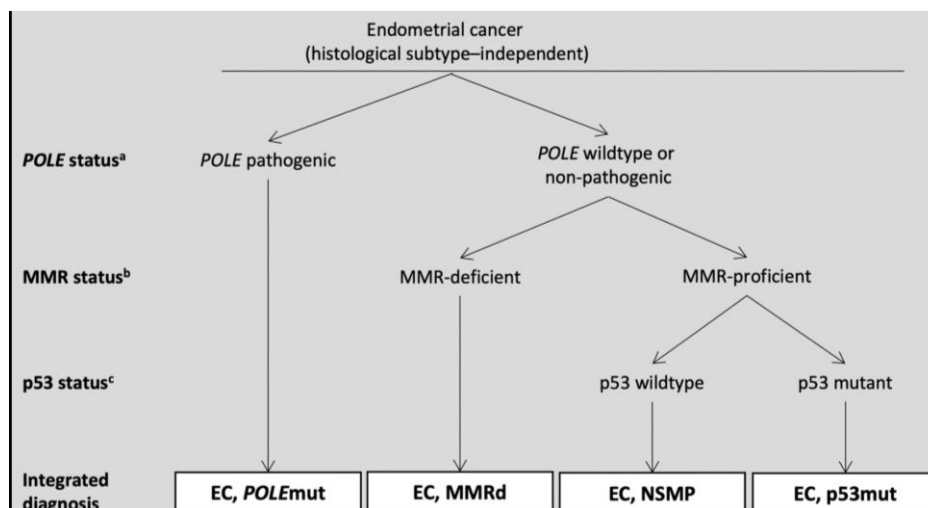 Endometrial cancer
(histological subtype–independent)
POLE statusᵃ
POLE pathogenic
POLE wildtype or
non-pathogenic
MMR statusᵇ
MMR-deficient
MMR-proficient
p53 statusᶜ
p53 wildtype
p53 mutant
Integrated
diagnosis
EC, POLEmut
EC, MMRd
EC, NSMP
EC, p53mut